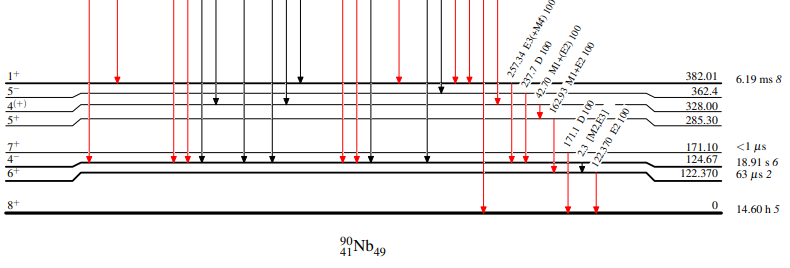 257.34 E3(+M4) 100
237.7 D 100
42.70 M1+(E2) 100
162.93 M1+E2 100
1⁺ 382.01 6.19 ms 8
5⁻ 362.4
4⁽⁺⁾ 328.00
5⁺ 285.30
171.1 D 100
2.3 [M2,E3]
122.370 E2 100
7⁺ 171.10 <1 μs
4⁻ 124.67 18.91 s 6
6⁺ 122.370 63 μs 2
8⁺ 0 14.60 h 5
⁹⁰₄₁Nb₄₉